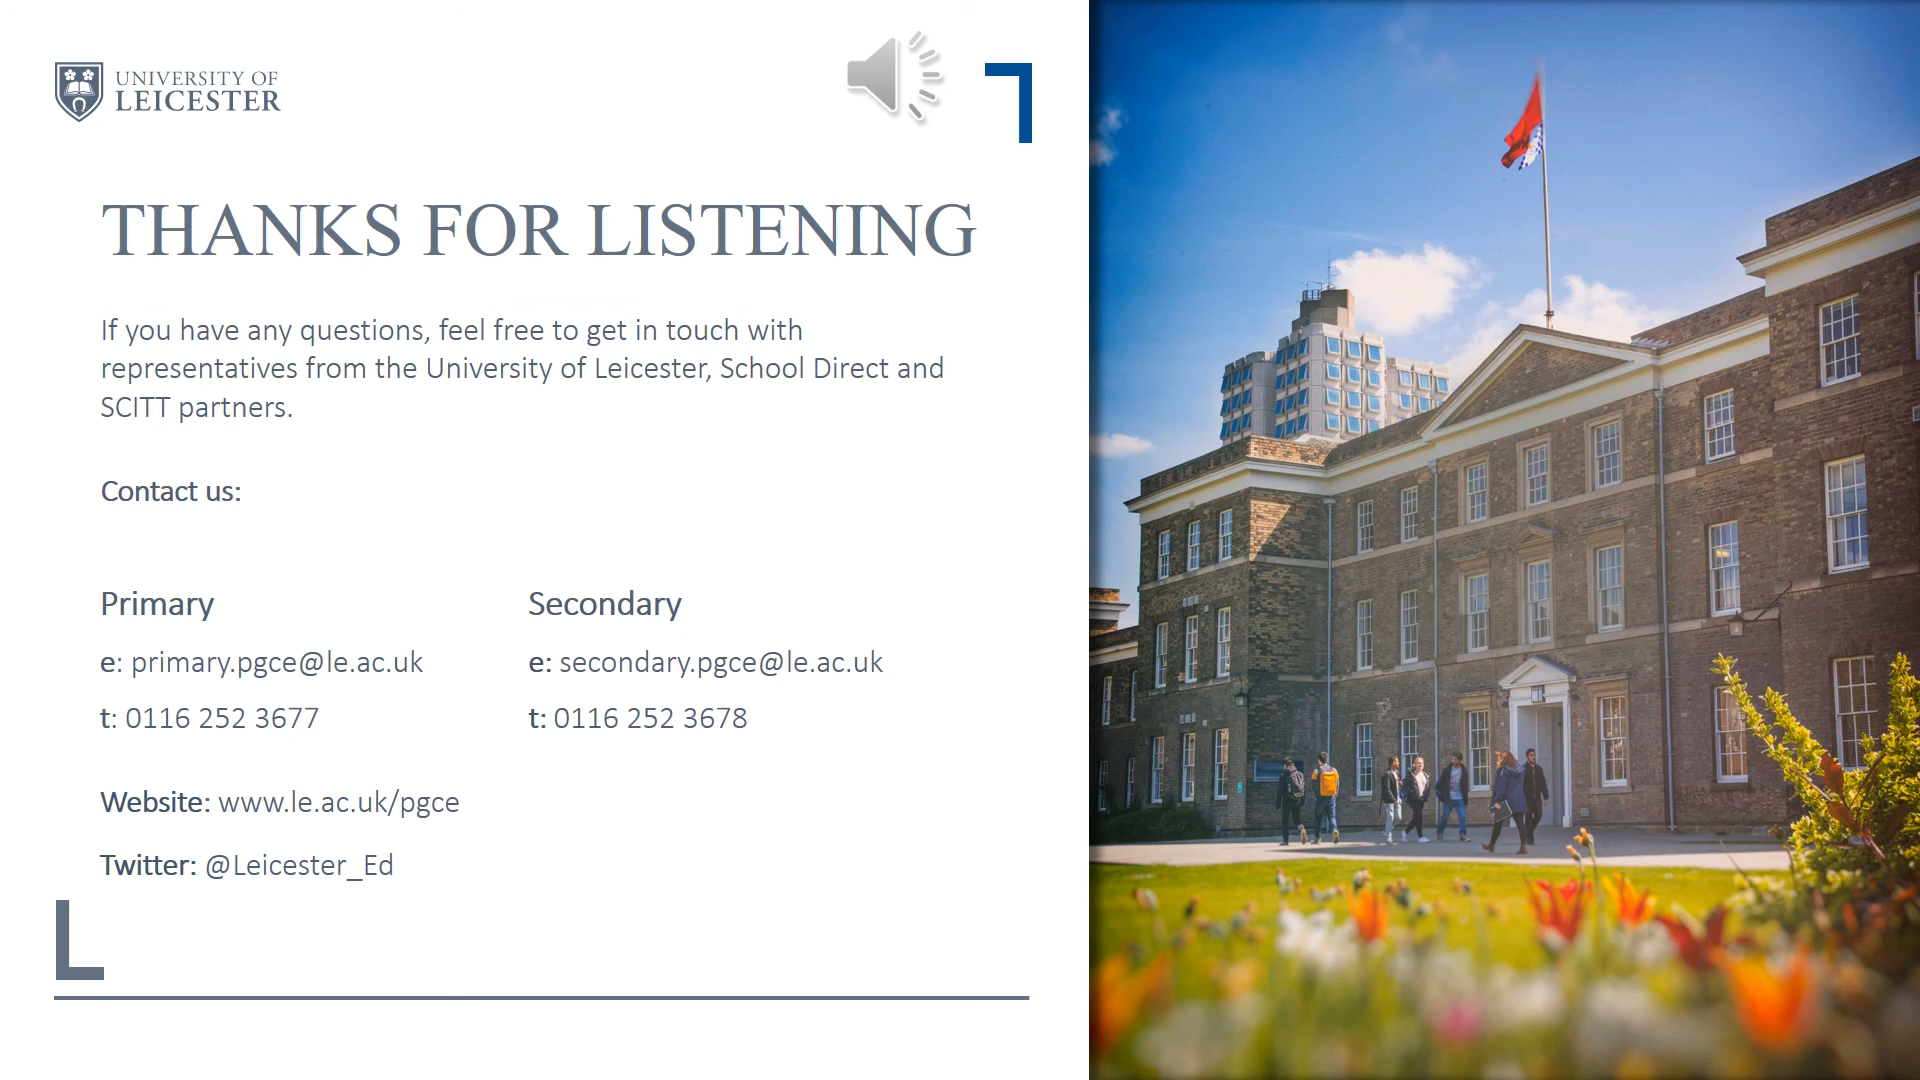 UNIVERSITY OF
LEICESTER
THANKS FOR LISTENING
If you have any questions, feel free to get in touch with
representatives from the University of Leicester, School Direct and
SCITT partners.
Contact us:
Primary
e: primary.pgce@le.ac.uk
t: 0116 252 3677
Secondary
e: secondary.pgce@le.ac.uk
t: 0116 252 3678
Website: www.le.ac.uk/pgce
Twitter: @Leicester_Ed